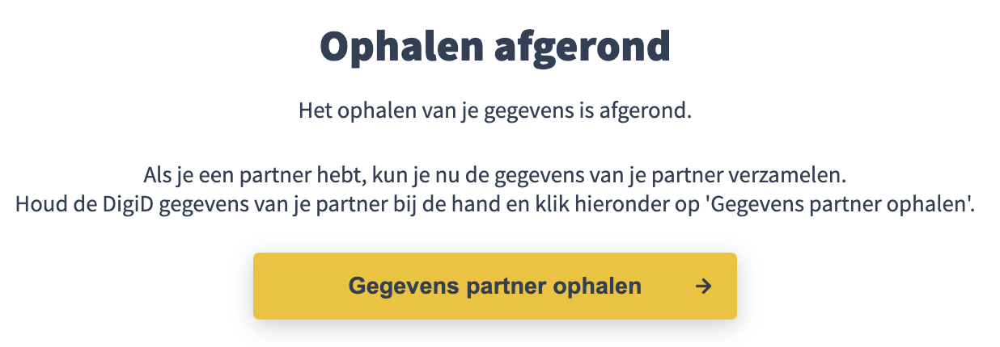 Ophalen afgerond
Het ophalen van je gegevens is afgerond.
Als je een partner hebt, kun je nu de gegevens van je partner verzamelen.
Houd de DigiD gegevens van je partner bij de hand en klik hieronder op 'Gegevens partner ophalen'.
Gegevens partner ophalen →